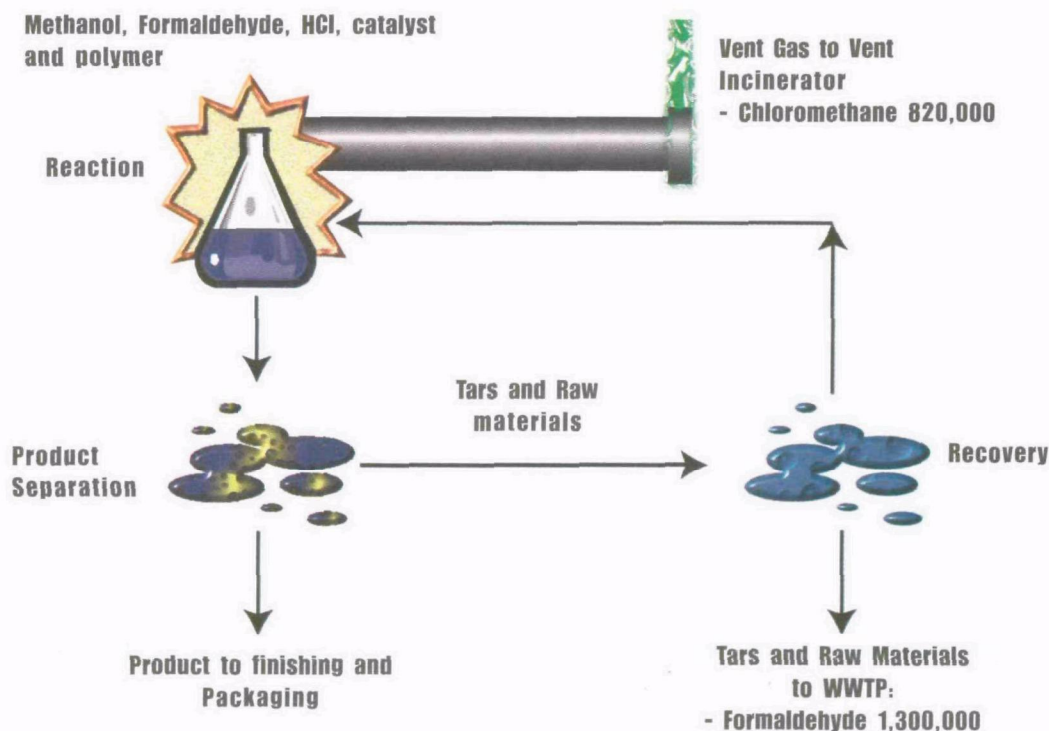 Methanol, Formaldehyde, HCl, catalyst
and polymer
Vent Gas to Vent
Incinerator
- Chloromethane 820,000
Reaction
Tars and Raw
materials
Product
Separation
Recovery
Product to finishing and
Packaging
Tars and Raw Materials
to WWTP:
- Formaldehyde 1,300,000